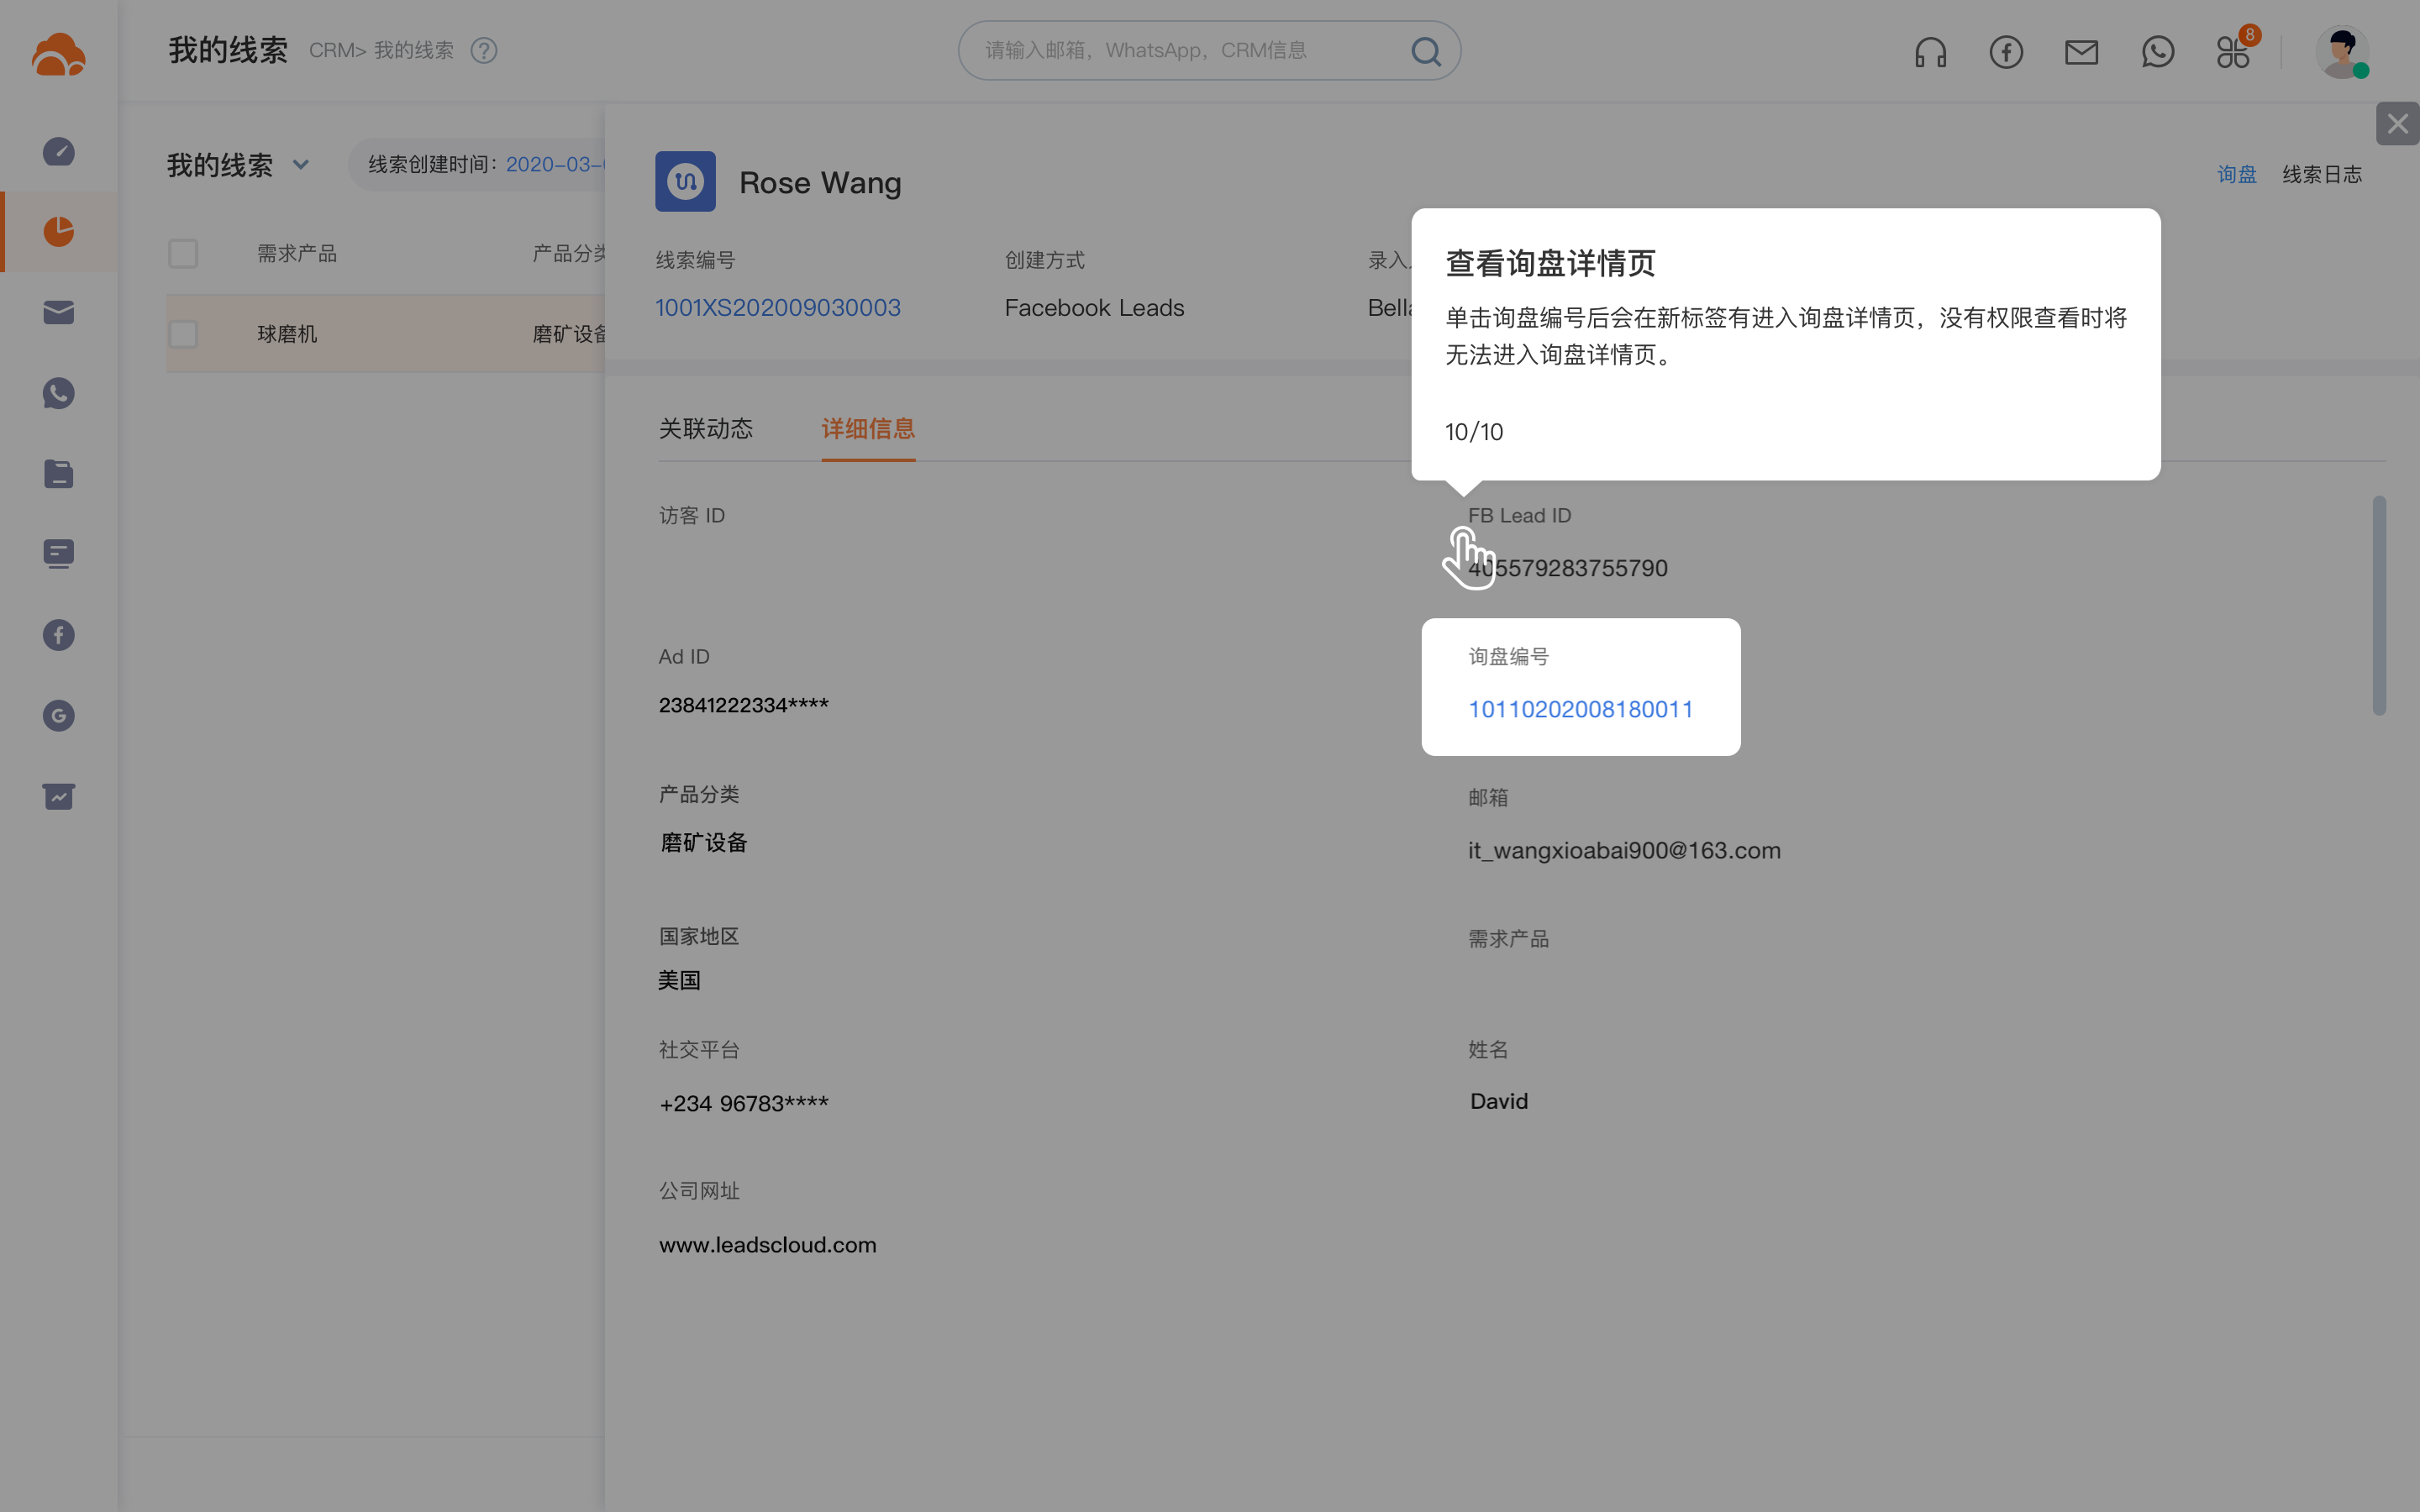 我的线索 CRM> 我的线索 ?
请输入邮箱，WhatsApp，CRM信息
8
我的线索
线索创建时间：2020-03-
需求产品 产品分类
球磨机 磨矿设备
Rose Wang
询盘 线索日志
线索编号 创建方式 录入
1001XS202009030003 Facebook Leads Bella
查看询盘详情页
单击询盘编号后会在新标签有进入询盘详情页，没有权限查看时将
无法进入询盘详情页。
10/10
关联动态 详细信息
访客 ID FB Lead ID
405579283755790
Ad ID 询盘编号
23841222334**** 10110202008180011
产品分类 邮箱
磨矿设备 it_wangxioabai900@163.com
国家地区 需求产品
美国
社交平台 姓名
+234 96783**** David
公司网址
www.leadscloud.com